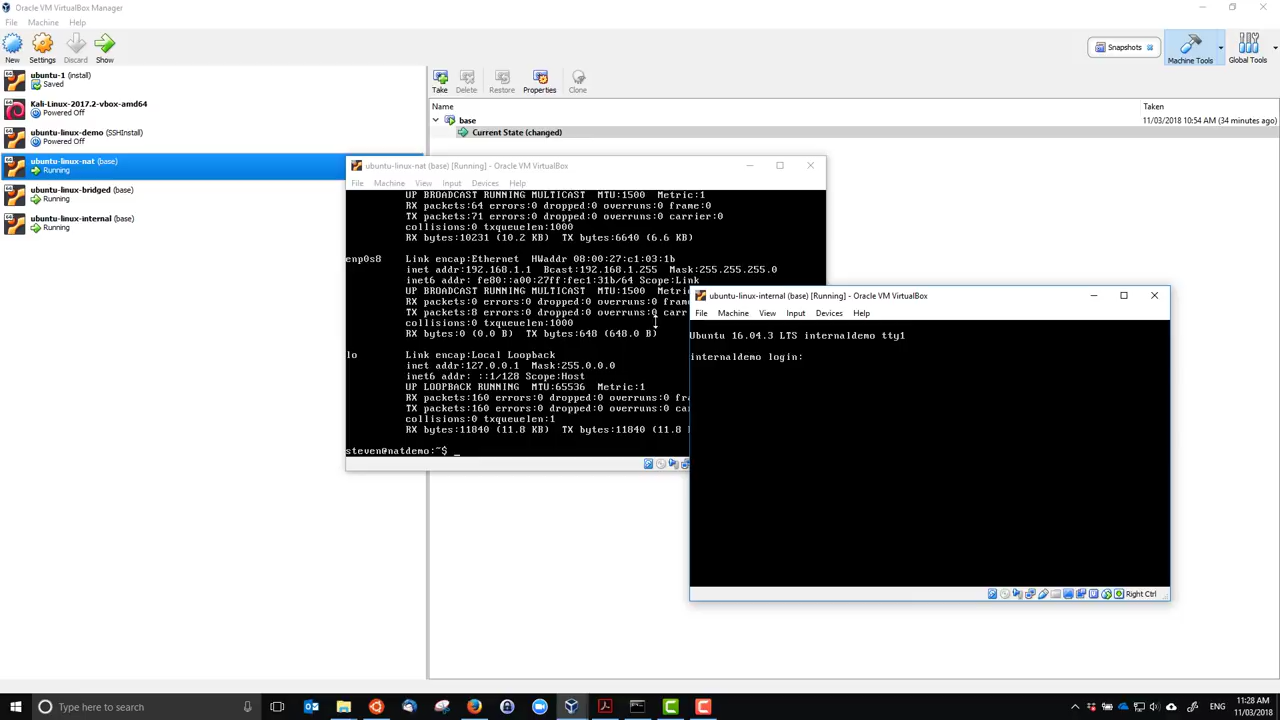 Oracle VM VirtualBox Manager
File Machine Help
New Settings Discard Show
Snapshots
Machine Tools Global Tools
ubuntu-1 (install)
Saved
Kali-Linux-2017.2-vbox-amd64
Powered Off
ubuntu-linux-demo (SSHInstall)
Powered Off
ubuntu-linux-nat (base)
Running
ubuntu-linux-bridged (base)
Running
ubuntu-linux-internal (base)
Running
Take Delete Restore Properties Clone
Name Taken
base 11/03/2018 10:54 AM (34 minutes ago)
Current State (changed)
ubuntu-linux-nat (base) [Running] - Oracle VM VirtualBox
File Machine View Input Devices Help
UP BROADCAST RUNNING MULTICAST MTU:1500 Metric:1
RX packets:64 errors:0 dropped:0 overruns:0 frame:0
TX packets:71 errors:0 dropped:0 overruns:0 carrier:0
collisions:0 txqueuelen:1000
RX bytes:10231 (10.2 KB) TX bytes:6640 (6.6 KB)
enp0s8 Link encap:Ethernet HWaddr 08:00:27:c1:03:1b
inet addr:192.168.1.1 Bcast:192.168.1.255 Mask:255.255.255.0
inet6 addr: fe80::a00:27ff:fec1:31b/64 Scope:Link
UP BROADCAST RUNNING MULTICAST MTU:1500 Metri
RX packets:0 errors:0 dropped:0 overruns:0 fram
TX packets:8 errors:0 dropped:0 overruns:0 carr
collisions:0 txqueuelen:1000
RX bytes:0 (0.0 B) TX bytes:648 (648.0 B)
lo Link encap:Local Loopback
inet addr:127.0.0.1 Mask:255.0.0.0
inet6 addr: ::1/128 Scope:Host
UP LOOPBACK RUNNING MTU:65536 Metric:1
RX packets:160 errors:0 dropped:0 overruns:0 fra
TX packets:160 errors:0 dropped:0 overruns:0 ca
collisions:0 txqueuelen:1
RX bytes:11840 (11.8 KB) TX bytes:11840 (11.8 K
steven@natdemo:~$ _
ubuntu-linux-internal (base) [Running] - Oracle VM VirtualBox
File Machine View Input Devices Help
Ubuntu 16.04.3 LTS internaldemo tty1
internaldemo login:
Right Ctrl
Type here to search
ENG
11:28 AM
11/03/2018